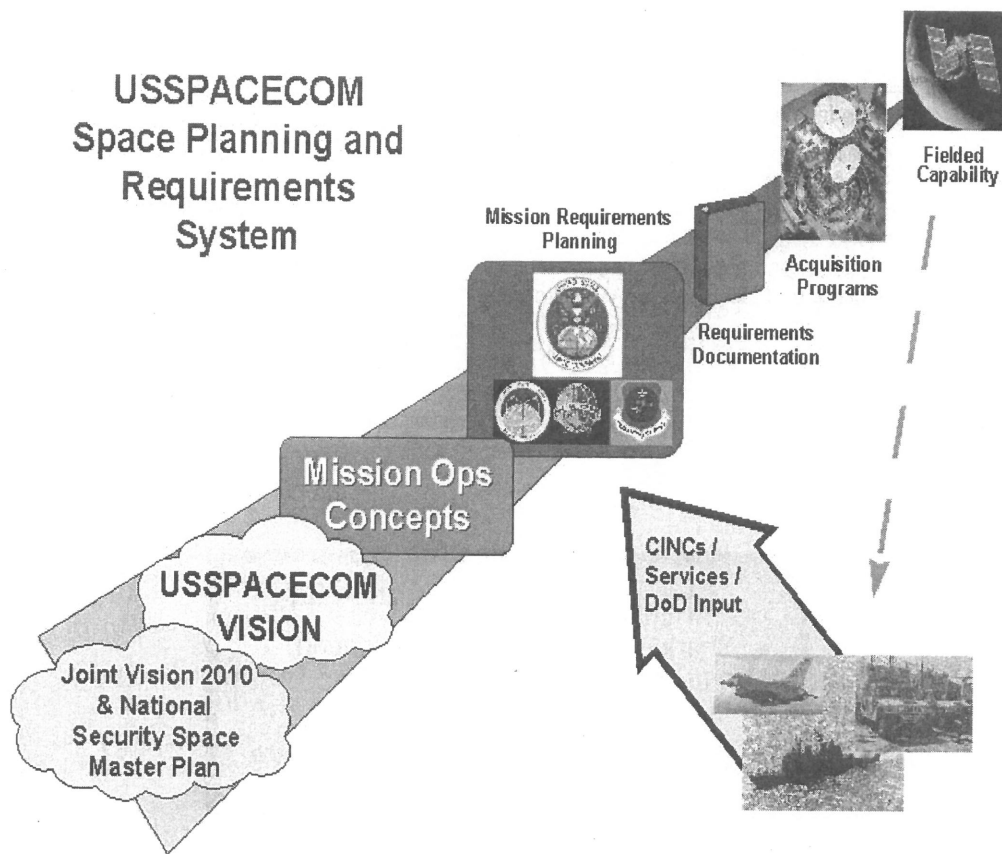 USSPACECOM
Space Planning and
Requirements
System
Fielded
Capability
Mission Requirements
Planning
Acquisition
Programs
Requirements
Documentation
Mission Ops
Concepts
USSPACECOM
VISION
Joint Vision 2010
& National
Security Space
Master Plan
CINCs /
Services /
DoD Input